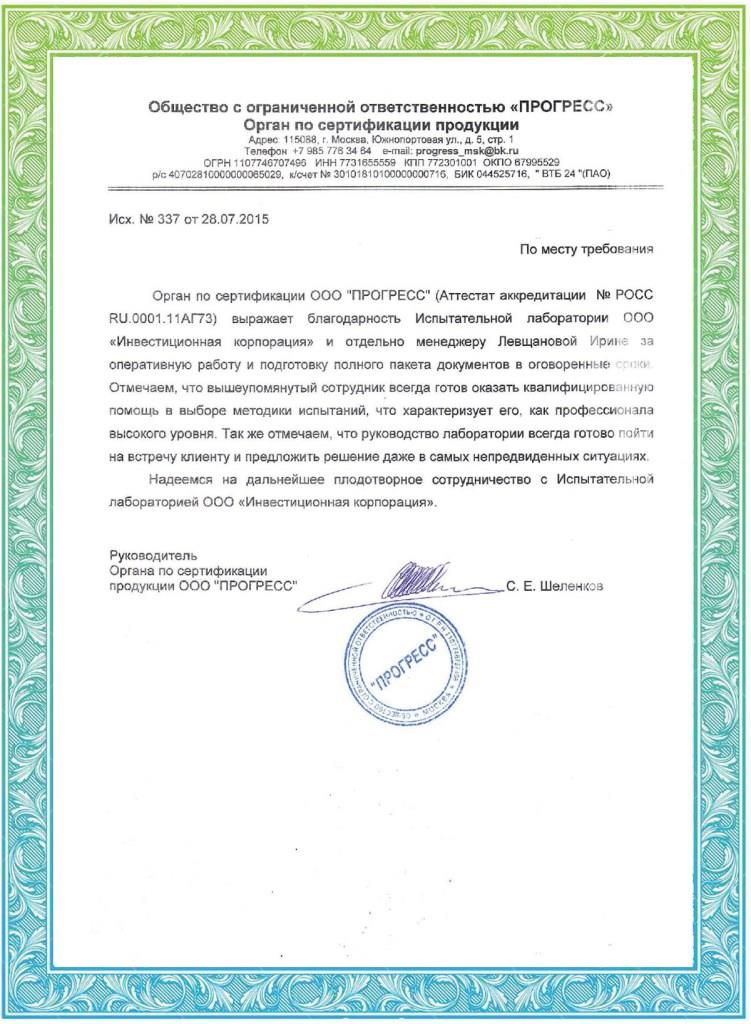 Общество с ограниченной ответственностью «ПРОГРЕСС»
Орган по сертификации продукции
Адрес 115088, г. Москва, Южнопортовая ул., д. 5, стр. 1
Телефон +7 985 776 34 64 e-mail: progress_msk@bk.ru
ОГРН 1107746707496 ИНН 7731655559 КПП 772301001 ОКПО 67995529
р/с 40702810000000065029, к/счет № 30101810100000000716, БИК 044525716, " ВТБ 24 "(ПАО)
Исх. № 337 от 28.07.2015
По месту требования
Орган по сертификации ООО "ПРОГРЕСС" (Аттестат аккредитации № РОСС
RU.0001.11АГ73) выражает благодарность Испытательной лаборатории ООО
«Инвестиционная корпорация» и отдельно менеджеру Левщановой Ирине за
оперативную работу и подготовку полного пакета документов в оговоренные сроки.
Отмечаем, что вышеупомянутый сотрудник всегда готов оказать квалифицированную
помощь в выборе методики испытаний, что характеризует его, как профессионала
высокого уровня. Так же отмечаем, что руководство лаборатории всегда готово пойти
на встречу клиенту и предложить решение даже в самых непредвиденных ситуациях.
Надеемся на дальнейшее плодотворное сотрудничество с Испытательной
лабораторией ООО «Инвестиционная корпорация».
Руководитель
Органа по сертификации
продукции ООО "ПРОГРЕСС"
С. Е. Шеленков
ОБЩЕСТВО С ОГРАНИЧЕННОЙ ОТВЕТСТВЕННОСТЬЮ * ОГРН 1107746707496 * МОСКВА *
"ПРОГРЕСС"